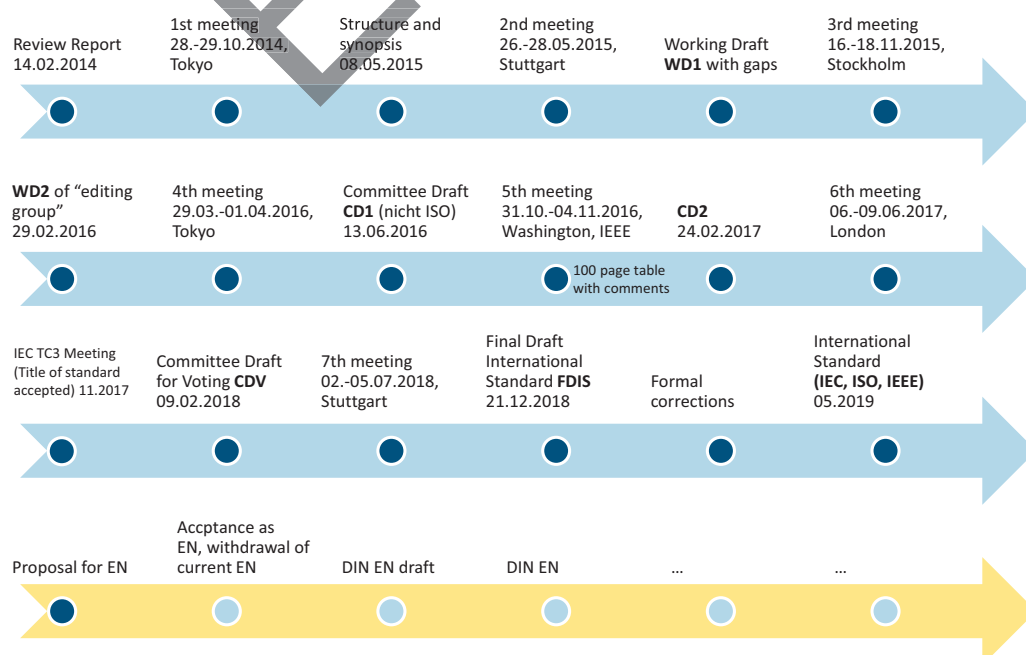 Review Report
14.02.2014
1st meeting
28.-29.10.2014,
Tokyo
Structure and
synopsis
08.05.2015
2nd meeting
26.-28.05.2015,
Stuttgart
Working Draft
WD1 with gaps
3rd meeting
16.-18.11.2015,
Stockholm
WD2 of “editing
group”
29.02.2016
4th meeting
29.03.-01.04.2016,
Tokyo
Committee Draft
CD1 (nicht ISO)
13.06.2016
5th meeting
31.10.-04.11.2016,
Washington, IEEE
100 page table
with comments
CD2
24.02.2017
6th meeting
06.-09.06.2017,
London
IEC TC3 Meeting
(Title of standard
accepted) 11.2017
Committee Draft
for Voting CDV
09.02.2018
7th meeting
02.-05.07.2018,
Stuttgart
Final Draft
International
Standard FDIS
21.12.2018
Formal
corrections
International
Standard
(IEC, ISO, IEEE)
05.2019
Proposal for EN
Accptance as
EN, withdrawal of
current EN
DIN EN draft
DIN EN
...
...